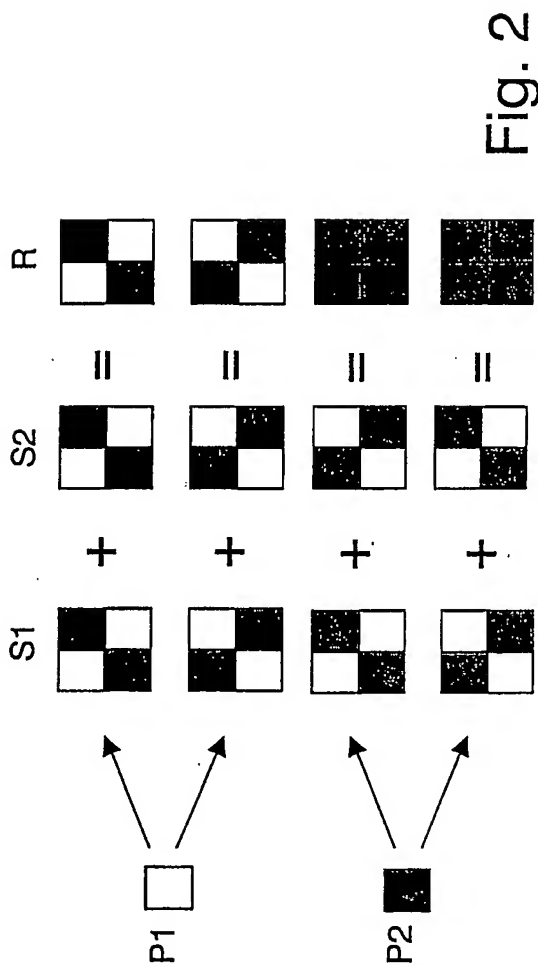 S1 S2 R
P1
+ =
+ =
P2
+ =
+ =
Fig. 2